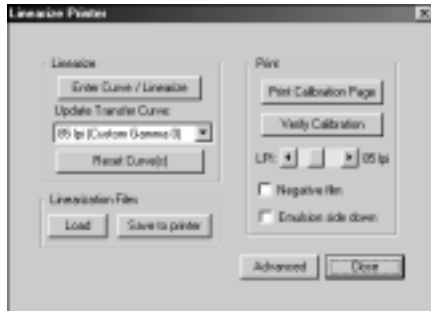 Linearize Printer
Linearize
Enter Curve / Linearize
Update Transfer Curve:
85 lpi (Custom Gamma 0)
Reset Curve(s)
Linearization Files
Load
Save to printer
Print
Print Calibration Page
Verify Calibration
LPI: 85 lpi
Negative film
Emulsion side down
Advanced
Close